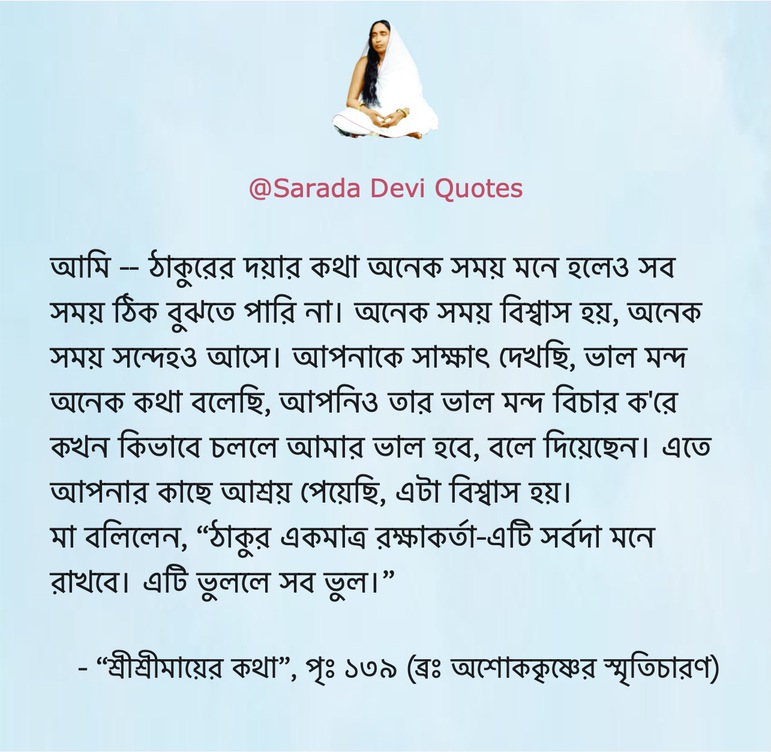 @Sarada Devi Quotes
আমি -- ঠাকুরের দয়ার কথা অনেক সময় মনে হলেও সব
সময় ঠিক বুঝতে পারি না। অনেক সময় বিশ্বাস হয়, অনেক
সময় সন্দেহও আসে। আপনাকে সাক্ষাৎ দেখছি, ভাল মন্দ
অনেক কথা বলেছি, আপনিও তার ভাল মন্দ বিচার ক'রে
কখন কিভাবে চললে আমার ভাল হবে, বলে দিয়েছেন। এতে
আপনার কাছে আশ্রয় পেয়েছি, এটা বিশ্বাস হয়।
মা বলিলেন, “ঠাকুর একমাত্র রক্ষাকর্তা-এটি সর্বদা মনে
রাখবে। এটি ভুললে সব ভুল।”
- “শ্রীশ্রীমায়ের কথা”, পৃঃ ১৩৯ (ব্রঃ অশোককৃষ্ণের স্মৃতিচারণ)